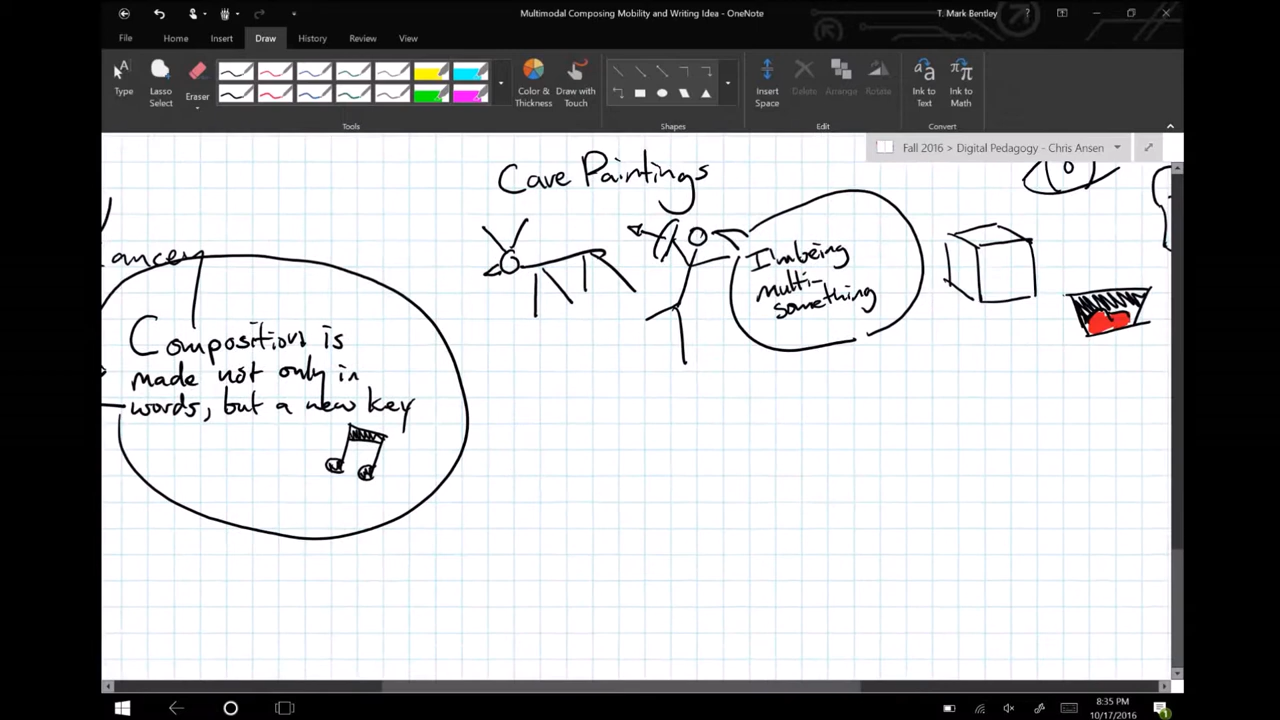 Multimodal Composing Mobility and Writing Idea - OneNote
T. Mark Bentley
?
File Home Insert Draw History Review View
Type
Lasso Select
Eraser
Color & Thickness
Draw with Touch
Insert Space
Delete
Arrange
Rotate
Ink to Text
Ink to Math
Tools
Shapes
Edit
Convert
Fall 2016 > Digital Pedagogy - Chris Ansen
Cave Paintings
I'm being
multi-
something
Composition is
made not only in
words, but a new key
8:35 PM
10/17/2016